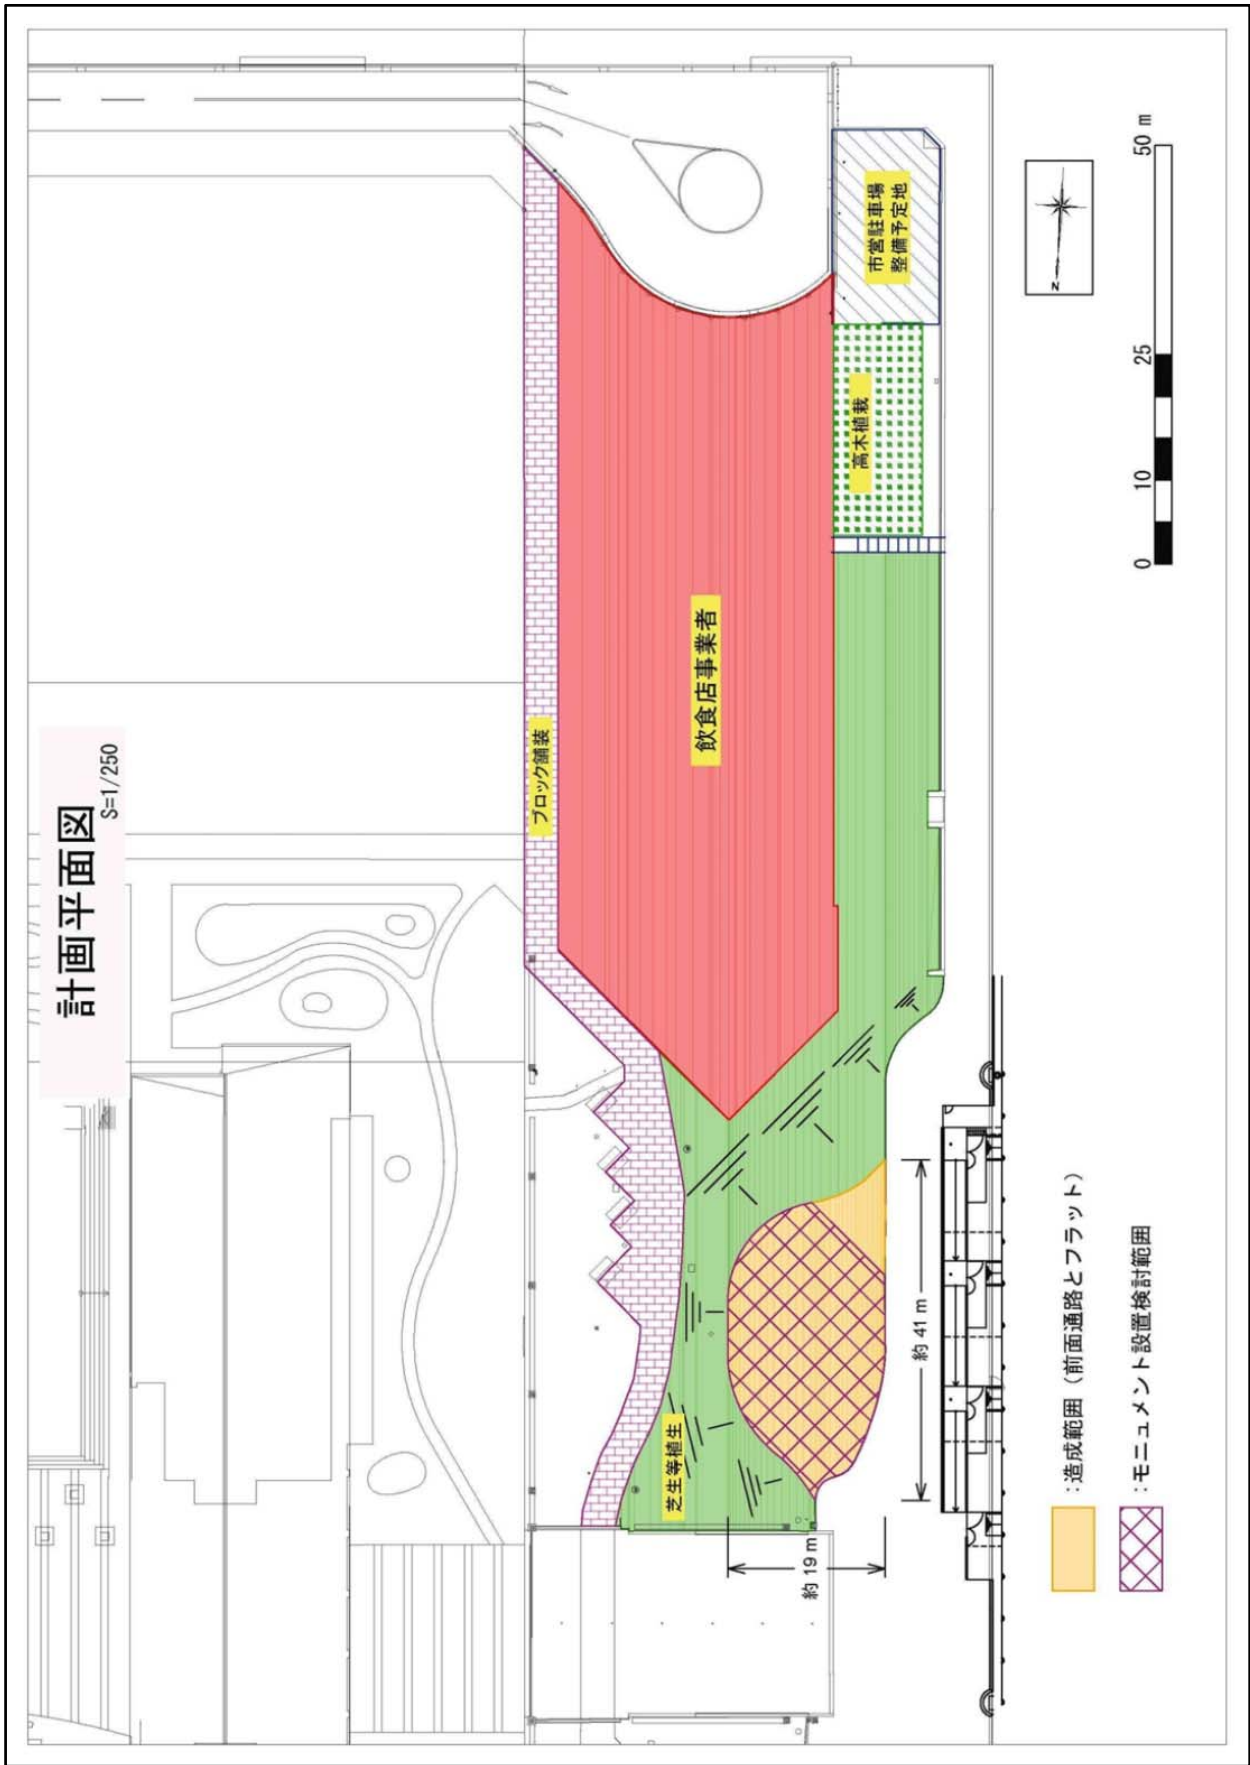 計画平面図
S=1/250
ブロック舗装
飲食店事業者
市営駐車場
整備予定地
高木植栽
芝生等植生
約 19 m
約 41 m
N
0 10 25 50 m
:造成範囲（前面通路とフラット）
:モニュメント設置検討範囲